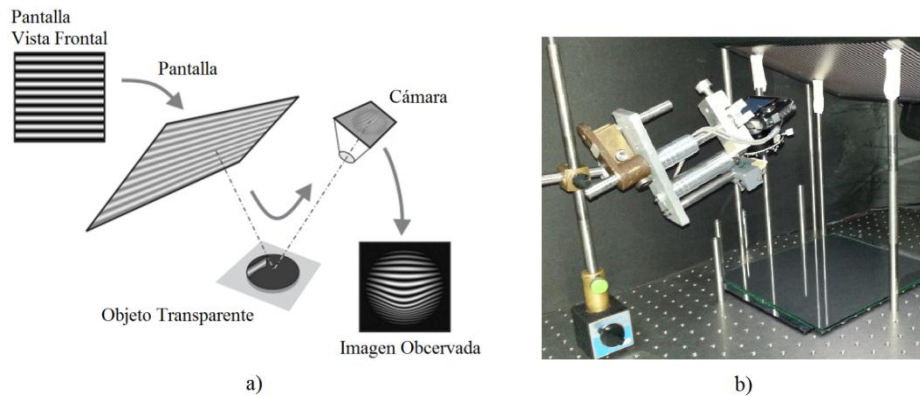 Pantalla
Vista Frontal
Pantalla
Cámara
Objeto Transparente
Imagen Obcervada
a)
b)